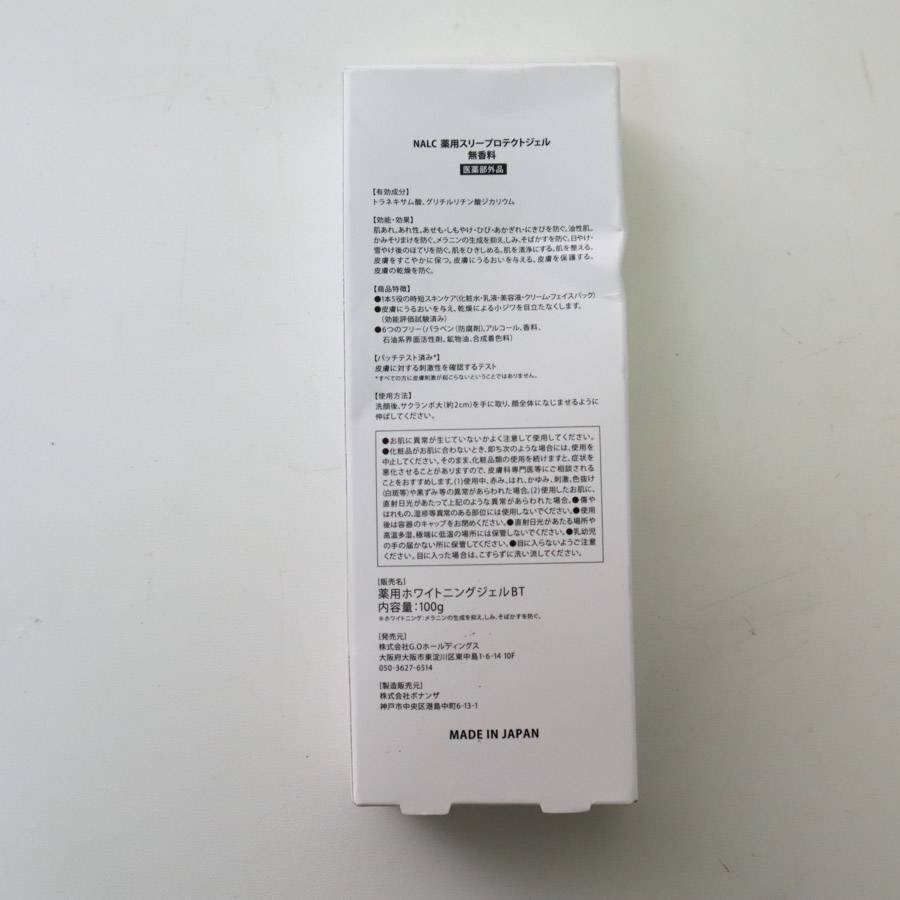 NALC 薬用スリープロテクトジェル
無香料
医薬部外品
【有効成分】
トラネキサム酸、グリチルリチン酸ジカリウム
【効能・効果】
肌あれ。あれ性。あせも・しもやけ・ひび・あかぎれ・にきびを防ぐ。油性肌。
かみそりまけを防ぐ。メラニンの生成を抑え、しみ、そばかすを防ぐ。日やけ・
雪やけ後のほてりを防ぐ。肌をひきしめる。肌を清浄にする。肌を整える。
皮膚をすこやかに保つ。皮膚にうるおいを与える。皮膚を保護する。
皮膚の乾燥を防ぐ。
【商品特徴】
●1本5役の時短スキンケア(化粧水・乳液・美容液・クリーム・フェイスパック)
●皮膚にうるおいを与え、乾燥による小ジワを目立たなくします。
(効能評価試験済み)
●6つのフリー(パラベン(防腐剤)、アルコール、香料、
石油系界面活性剤、鉱物油、合成着色料)
【パッチテスト済み*】
皮膚に対する刺激性を確認するテスト
*すべての方に皮膚刺激が起こらないということではありません。
【使用方法】
洗顔後、サクランボ大(約2cm)を手に取り、顔全体になじませるように
伸ばしてください。
●お肌に異常が生じていないかよく注意して使用してください。
●化粧品がお肌に合わないとき、即ち次のような場合には、使用を
中止してください。そのまま、化粧品類の使用を続けますと、症状を
悪化させることがありますので、皮膚科専門医等にご相談される
ことをおすすめします。(1)使用中、赤み、はれ、かゆみ、刺激、色抜け
(白斑等)や黒ずみ等の異常があらわれた場合。(2)使用したお肌に、
直射日光があたって上記のような異常があらわれた場合。●傷や
はれもの、湿疹等異常のある部位には使用しないでください。●使用
後は容器のキャップをお閉めください。●直射日光があたる場所や
高温多湿、極端に低温の場所には保管しないでください。●乳幼児
の手の届かない所に保管してください。●目に入らないようご注意
ください。目に入った場合は、こすらずに洗い流してください。
[販売名]
薬用ホワイトニングジェルBT
内容量:100g
※ホワイトニング:メラニンの生成を抑え、しみ、そばかすを防ぐ。
[発売元]
株式会社G.Oホールディングス
大阪府大阪市東淀川区東中島1-6-14 10F
050-3627-6514
[製造販売元]
株式会社ボナンザ
神戸市中央区港島中町6-13-1
MADE IN JAPAN